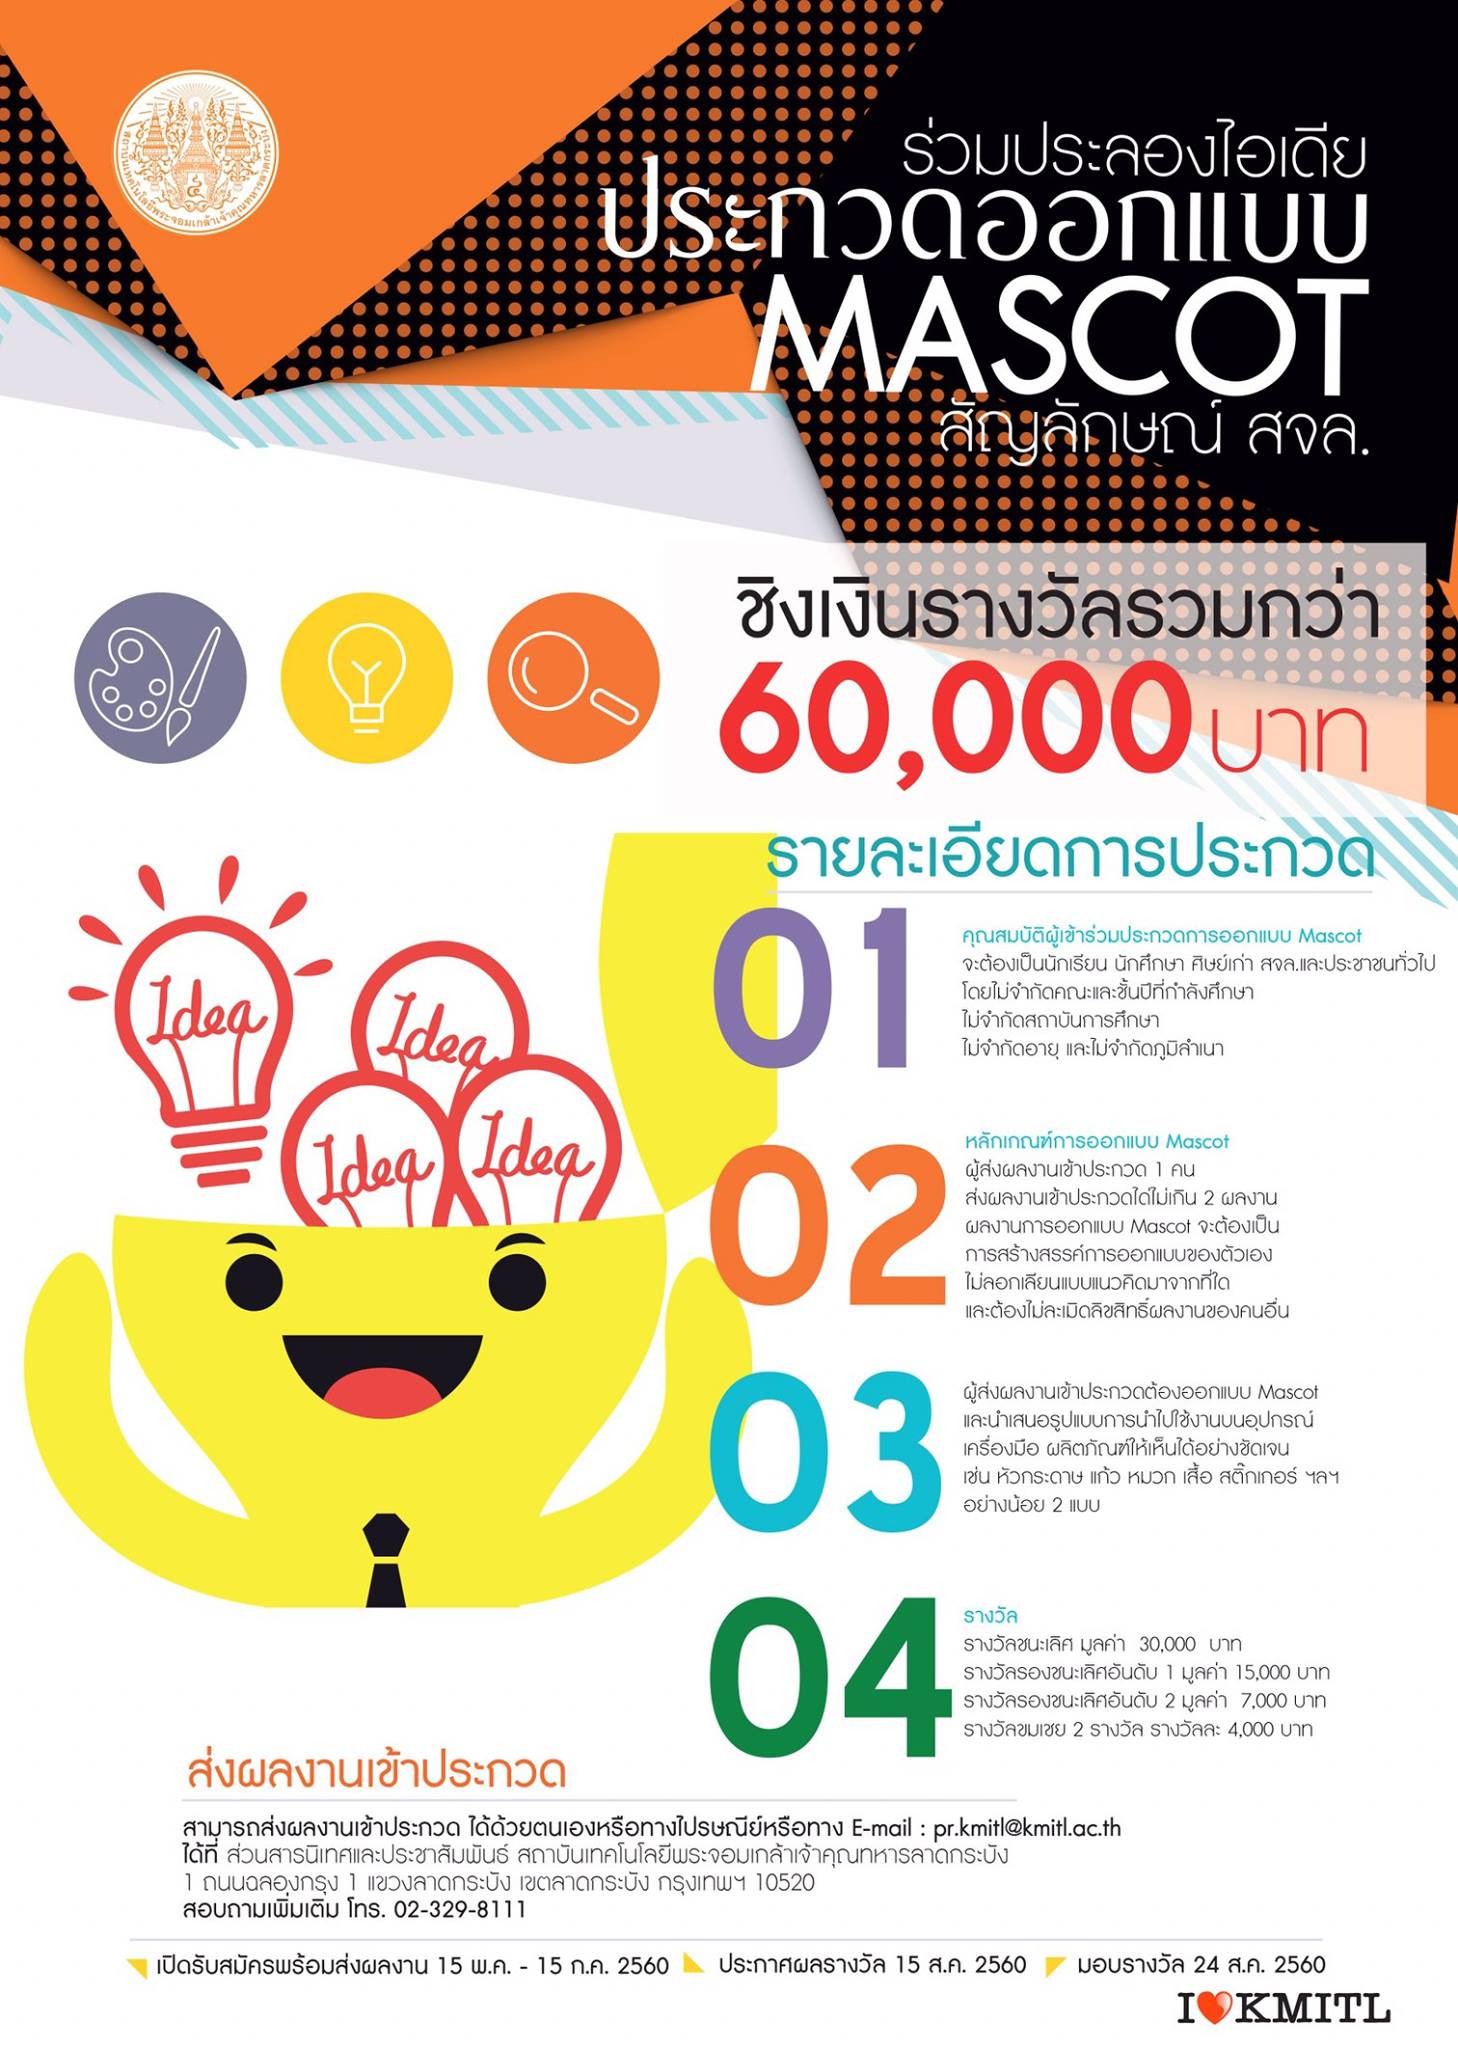 สถาบันเทคโนโลยีพระจอมเกล้าเจ้าคุณทหารลาดกระบัง
ร่วมประลองไอเดีย
ประกวดออกแบบ
MASCOT
สัญลักษณ์ สจล.
ชิงเงินรางวัลรวมกว่า
60,000 บาท
รายละเอียดการประกวด
01
คุณสมบัติผู้เข้าร่วมประกวดการออกแบบ Mascot
จะต้องเป็นนักเรียน นักศึกษา ศิษย์เก่า สจล.และประชาชนทั่วไป
โดยไม่จำกัดคณะและชั้นปีที่กำลังศึกษา
ไม่จำกัดสถาบันการศึกษา
ไม่จำกัดอายุ และไม่จำกัดภูมิลำเนา
Idea
Idea
Idea
Idea
02
หลักเกณฑ์การออกแบบ Mascot
ผู้ส่งผลงานเข้าประกวด 1 คน
ส่งผลงานเข้าประกวดได้ไม่เกิน 2 ผลงาน
ผลงานการออกแบบ Mascot จะต้องเป็น
การสร้างสรรค์การออกแบบของตัวเอง
ไม่ลอกเลียนแบบแนวคิดมาจากที่ใด
และต้องไม่ละเมิดลิขสิทธิ์ผลงานของคนอื่น
03
ผู้ส่งผลงานเข้าประกวดต้องออกแบบ Mascot
และนำเสนอรูปแบบการนำไปใช้งานบนอุปกรณ์
เครื่องมือ ผลิตภัณฑ์ให้เห็นได้อย่างชัดเจน
เช่น หัวกระดาษ แก้ว หมวก เสื้อ สติ๊กเกอร์ ฯลฯ
อย่างน้อย 2 แบบ
04
รางวัล
รางวัลชนะเลิศ มูลค่า 30,000 บาท
รางวัลรองชนะเลิศอันดับ 1 มูลค่า 15,000 บาท
รางวัลรองชนะเลิศอันดับ 2 มูลค่า 7,000 บาท
รางวัลชมเชย 2 รางวัล รางวัลละ 4,000 บาท
ส่งผลงานเข้าประกวด
สามารถส่งผลงานเข้าประกวด ได้ด้วยตนเองหรือทางไปรษณีย์หรือทาง E-mail : pr.kmitl@kmitl.ac.th
ได้ที่ ส่วนสารนิเทศและประชาสัมพันธ์ สถาบันเทคโนโลยีพระจอมเกล้าเจ้าคุณทหารลาดกระบัง
1 ถนนฉลองกรุง 1 แขวงลาดกระบัง เขตลาดกระบัง กรุงเทพฯ 10520
สอบถามเพิ่มเติม โทร. 02-329-8111
เปิดรับสมัครพร้อมส่งผลงาน 15 พ.ค. - 15 ก.ค. 2560 ประกาศผลรางวัล 15 ส.ค. 2560 มอบรางวัล 24 ส.ค. 2560
I KMITL